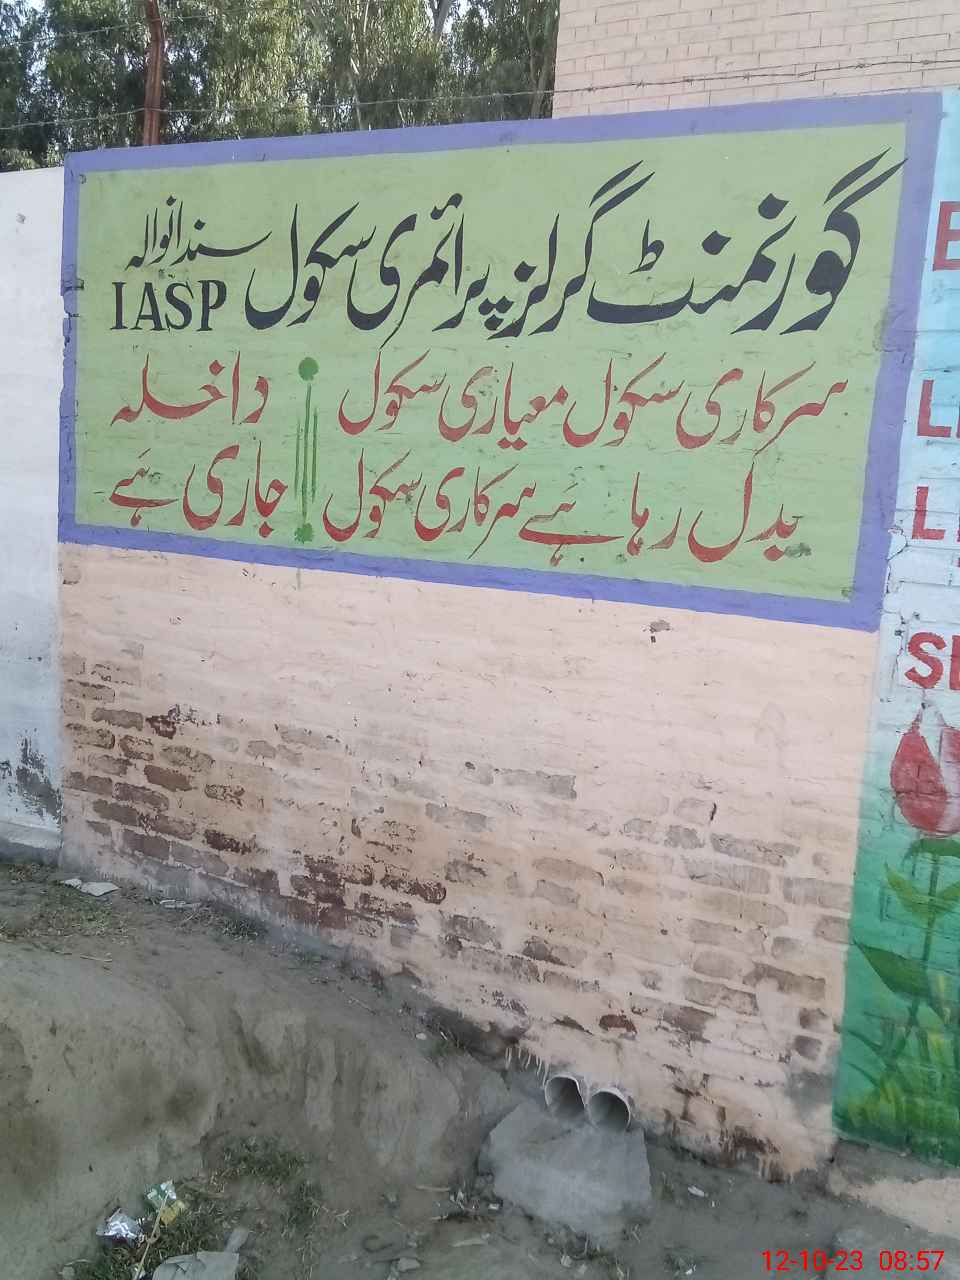 گورنمنٹ گرلز پرائمری سکول سندانوالہ
IASP
سرکاری سکول معیاری سکول
بدل رہا ہے سرکاری سکول
داخلہ
جاری ہے
E
L
L
S
12-10-23 08:57